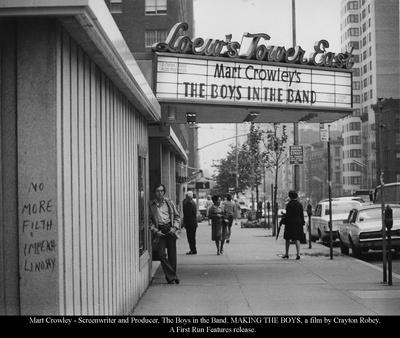 Loew's Tower East
Mart Crowley's
THE BOYS IN THE BAND
NO
MORE
FILTH
IMPEACH
LINDSAY
Mart Crowley - Screenwriter and Producer, The Boys in the Band. MAKING THE BOYS, a film by Crayton Robey.
A First Run Features release.